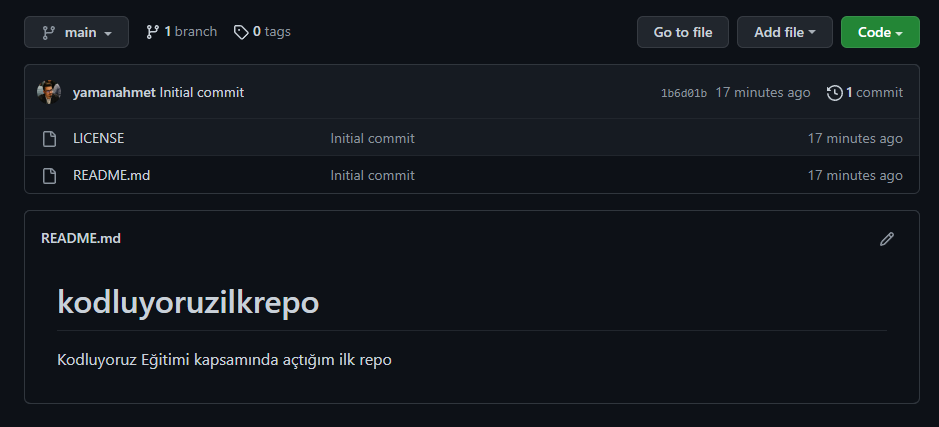 main 1 branch 0 tags Go to file Add file Code
yamanahmet Initial commit 1b6d01b 17 minutes ago 1 commit
LICENSE Initial commit 17 minutes ago
README.md Initial commit 17 minutes ago
README.md
kodluyoruzilkrepo
Kodluyoruz Eğitimi kapsamında açtığım ilk repo